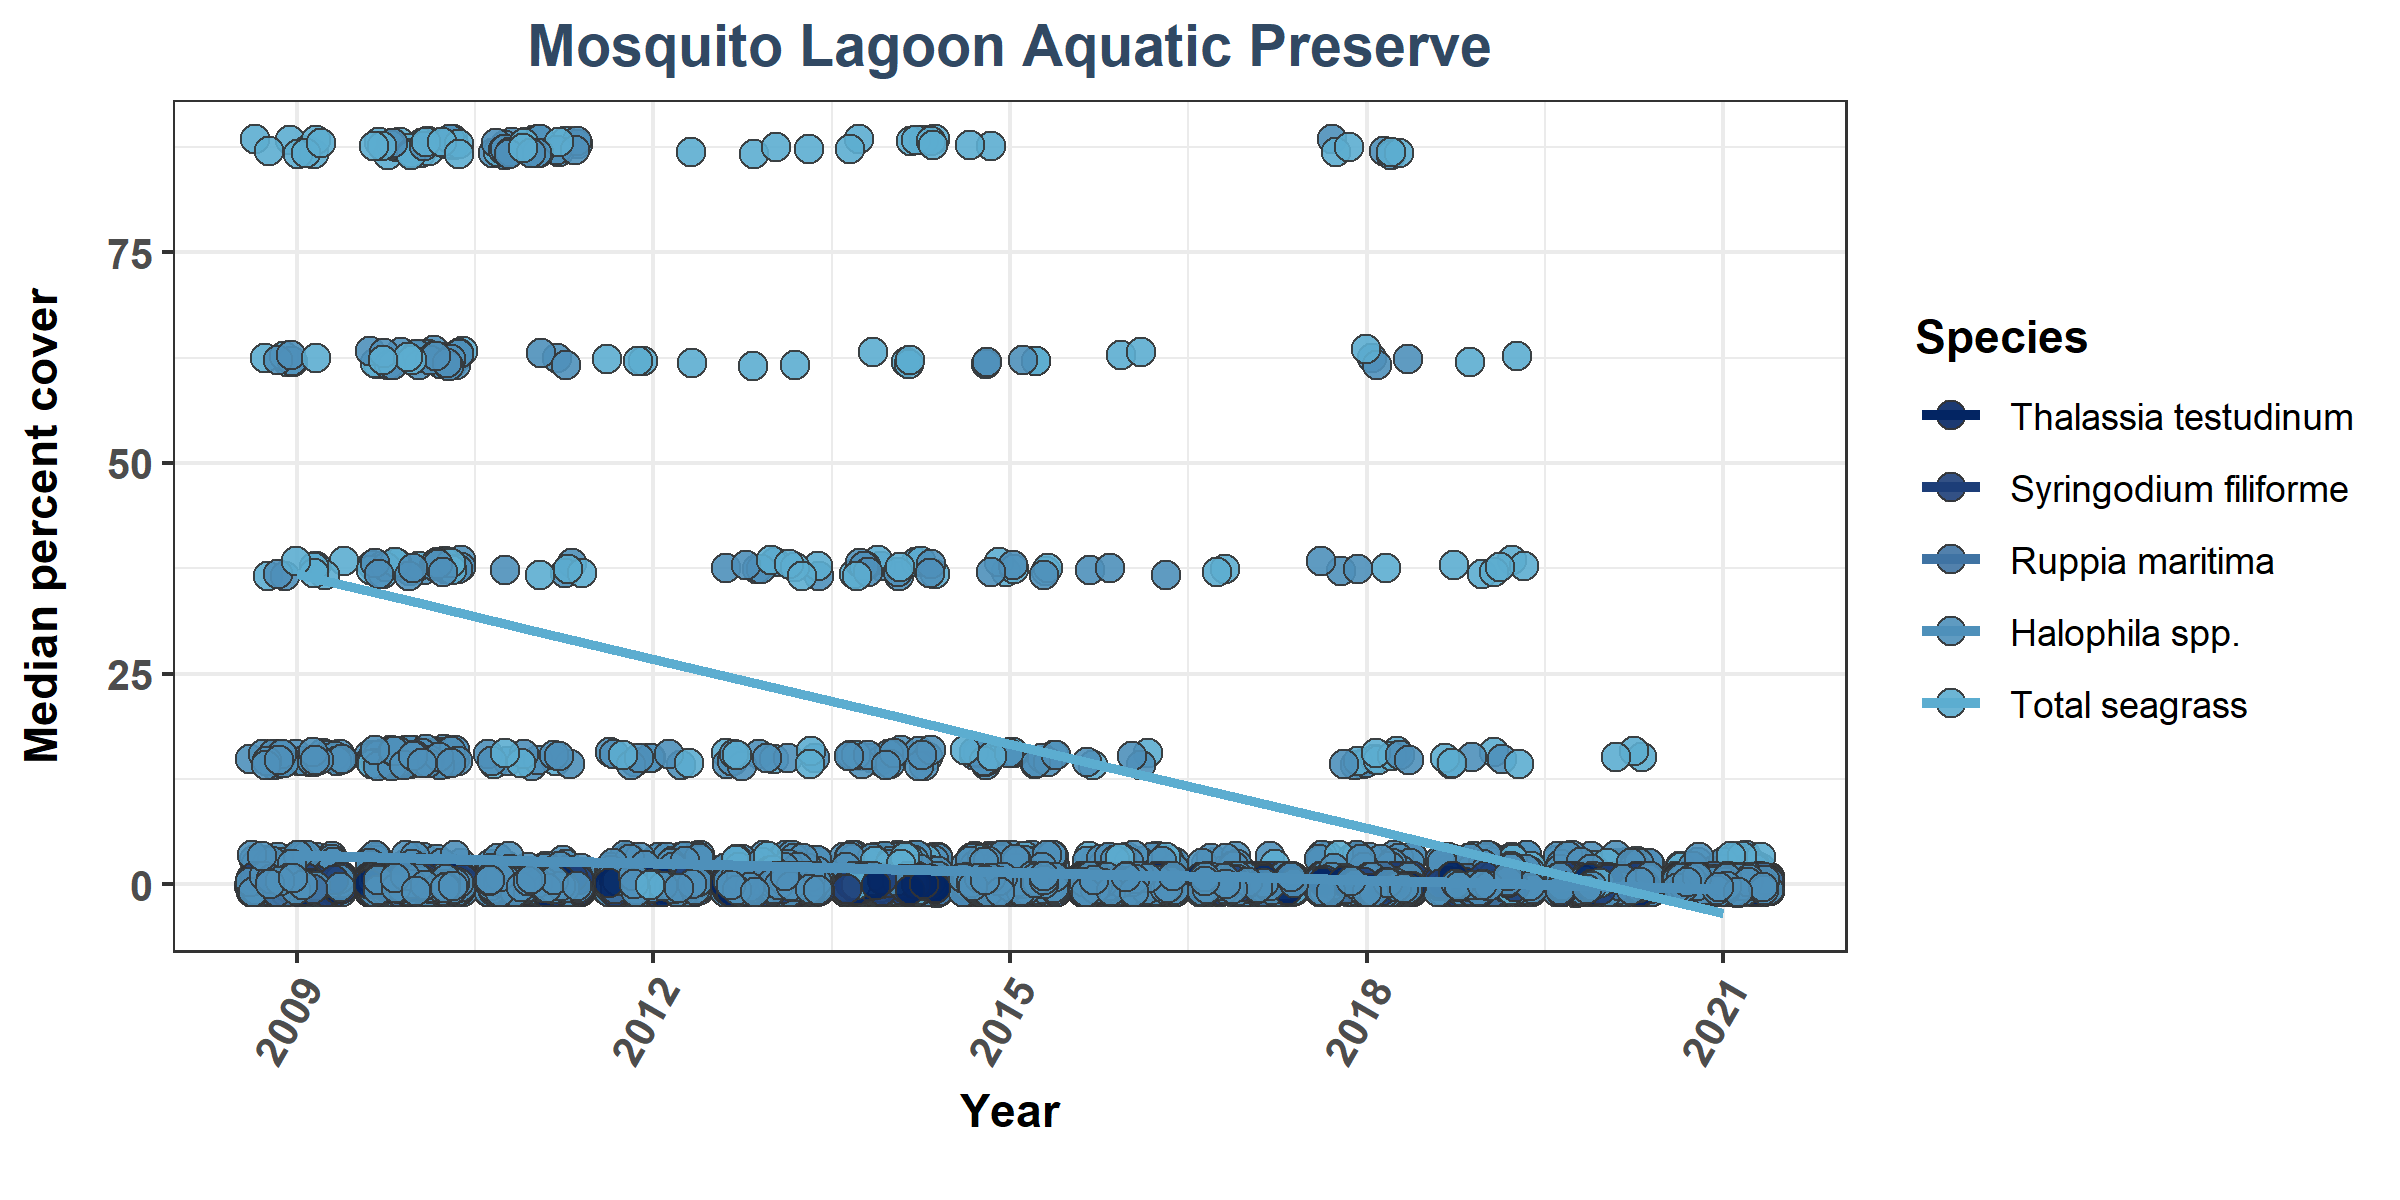 Mosquito Lagoon Aquatic Preserve
Median percent cover
75
50
25
0
2009
2012
2015
2018
2021
Year
Species
Thalassia testudinum
Syringodium filiforme
Ruppia maritima
Halophila spp.
Total seagrass